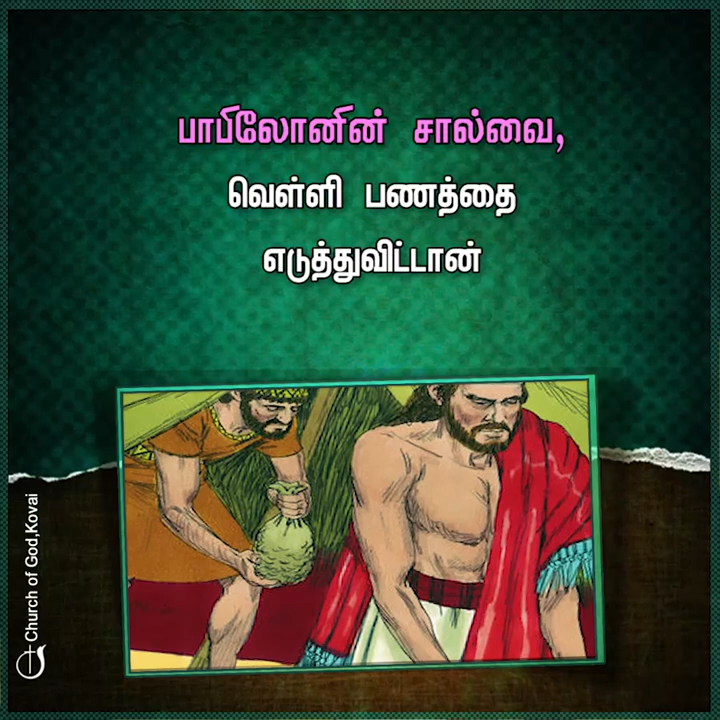 பாபிலோனின் சால்வை,
வெள்ளி பணத்தை
எடுத்துவிட்டான்
Church of God,Kovai